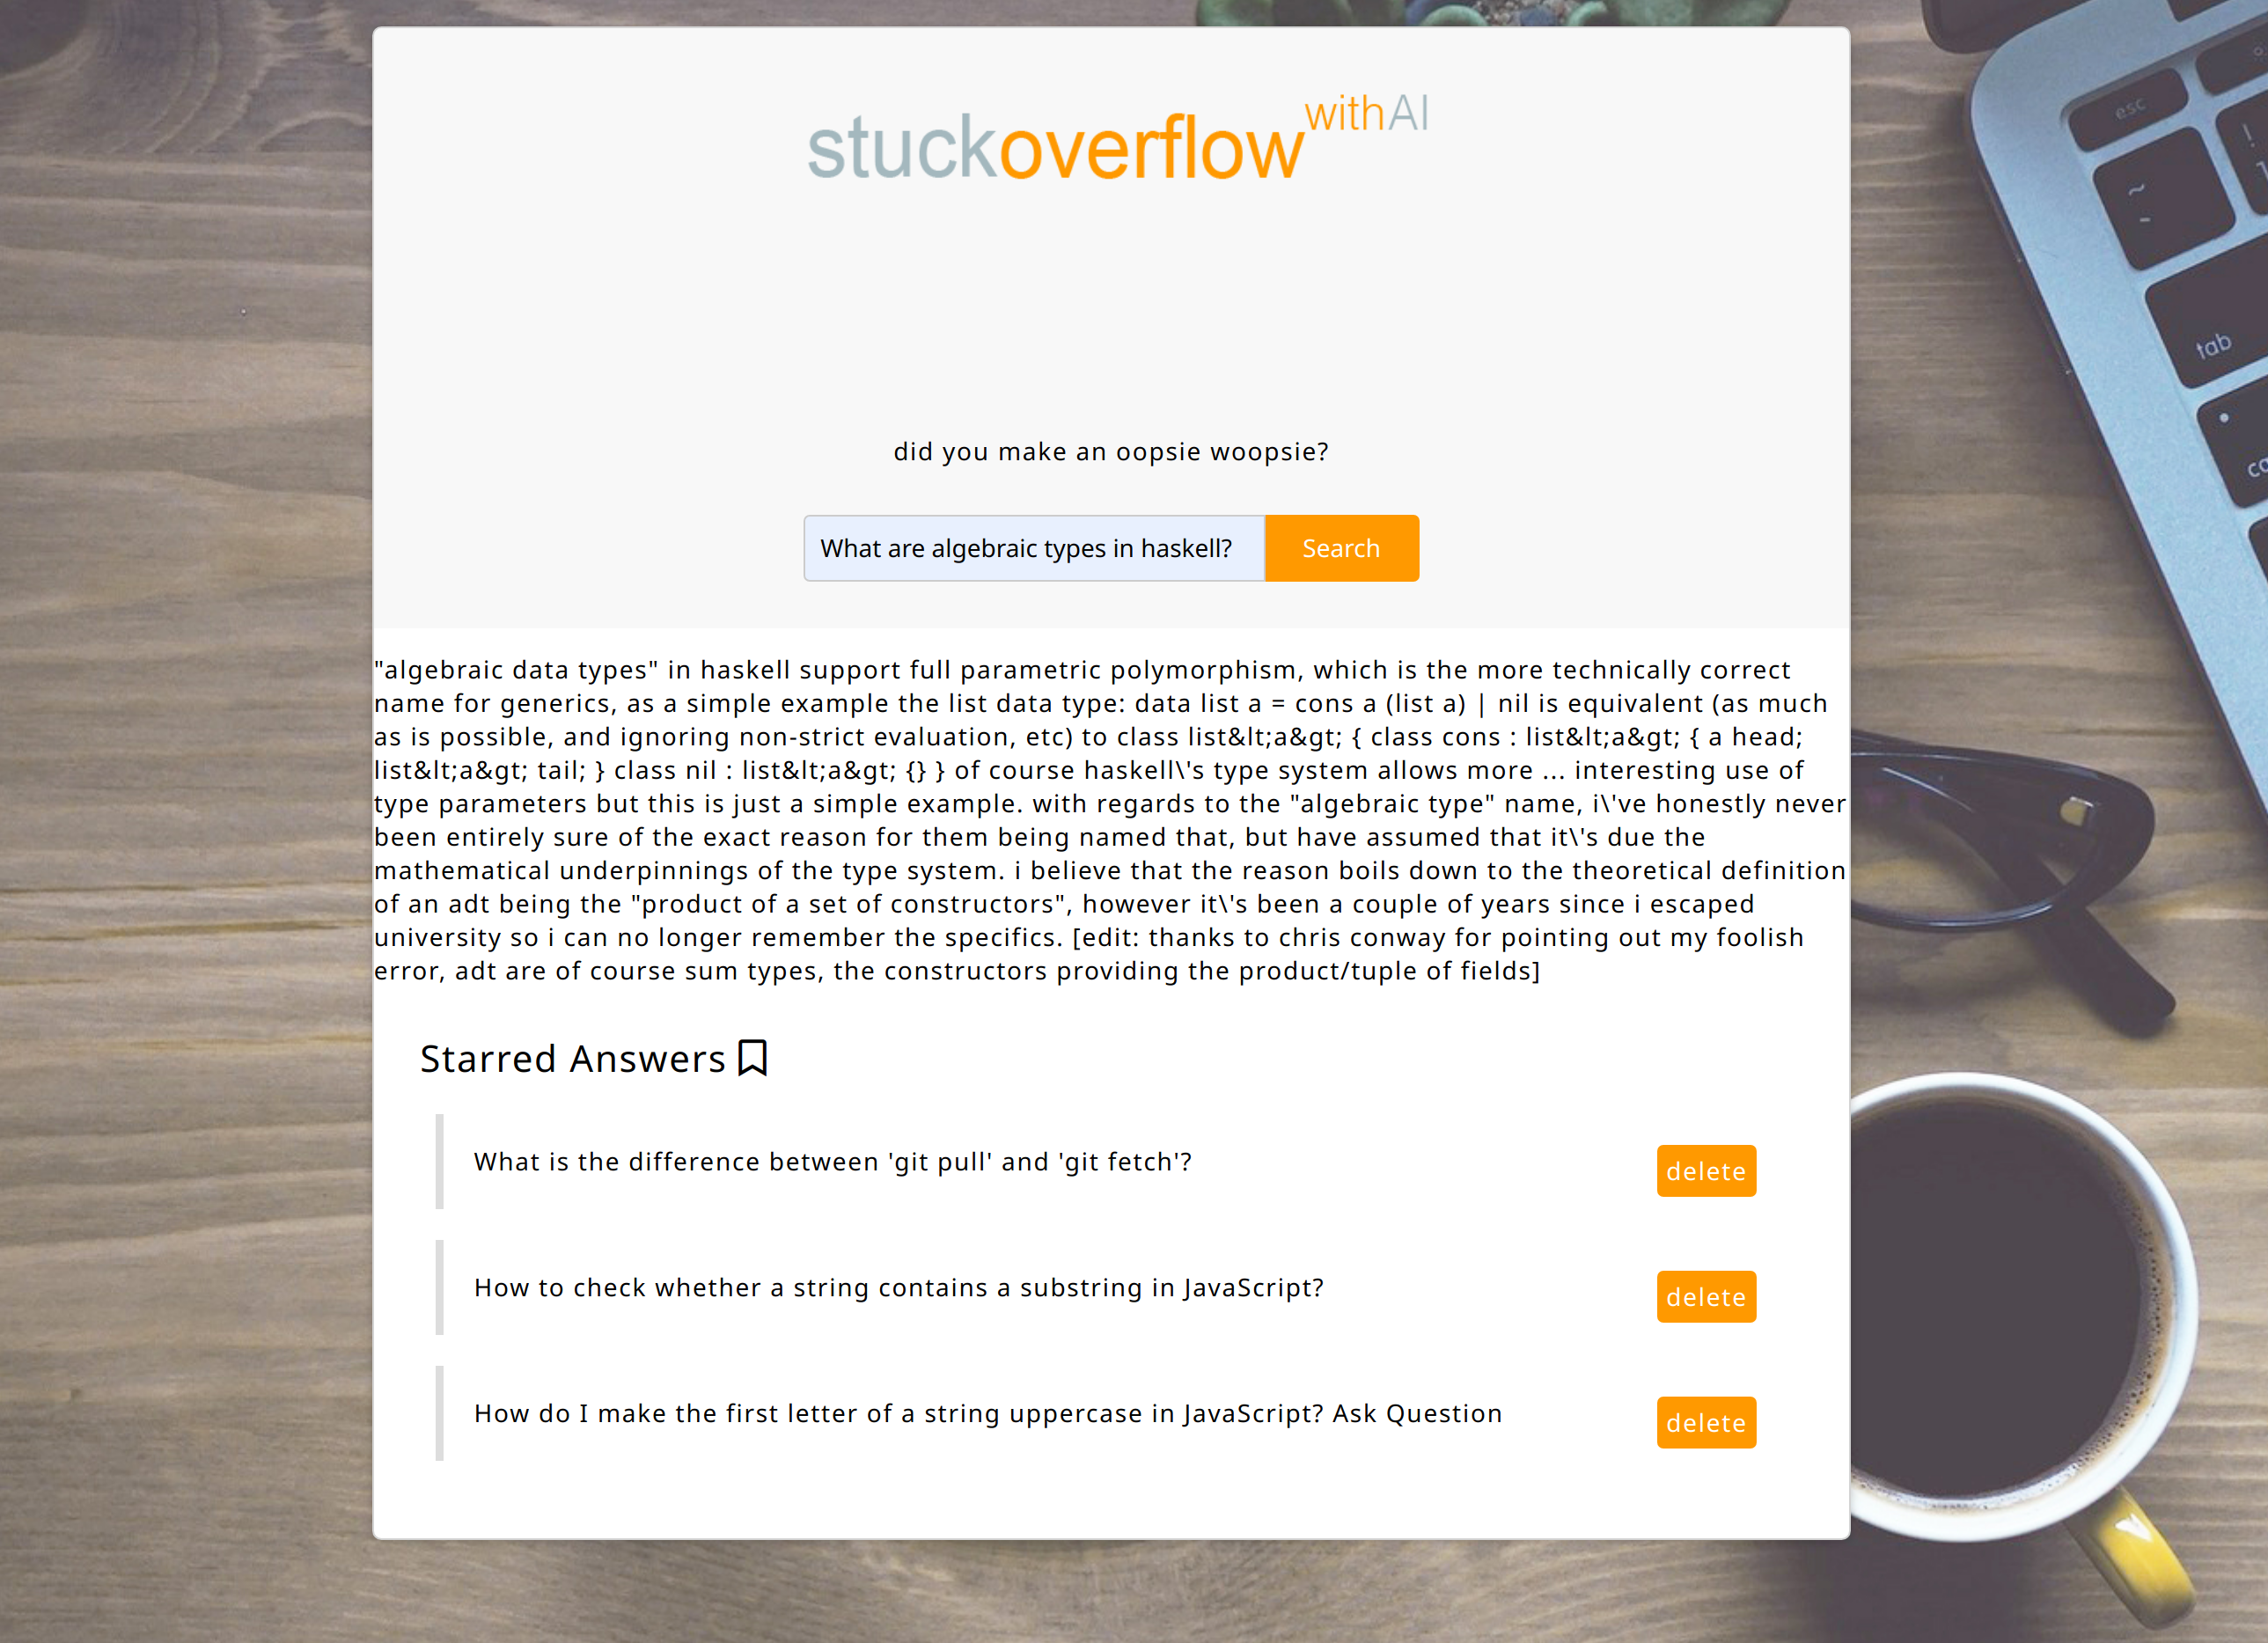 stuckoverflow withAI
esc
~
-
!
1
tab
did you make an oopsie woopsie?
What are algebraic types in haskell? Search
"algebraic data types" in haskell support full parametric polymorphism, which is the more technically correct
name for generics, as a simple example the list data type: data list a = cons a (list a) | nil is equivalent (as much
as is possible, and ignoring non-strict evaluation, etc) to class list&lt;a&gt; { class cons : list&lt;a&gt; { a head;
list&lt;a&gt; tail; } class nil : list&lt;a&gt; {} } of course haskell\'s type system allows more ... interesting use of
type parameters but this is just a simple example. with regards to the "algebraic type" name, i\'ve honestly never
been entirely sure of the exact reason for them being named that, but have assumed that it\'s due the
mathematical underpinnings of the type system. i believe that the reason boils down to the theoretical definition
of an adt being the "product of a set of constructors", however it\'s been a couple of years since i escaped
university so i can no longer remember the specifics. [edit: thanks to chris conway for pointing out my foolish
error, adt are of course sum types, the constructors providing the product/tuple of fields]
Starred Answers
What is the difference between 'git pull' and 'git fetch'? delete
How to check whether a string contains a substring in JavaScript? delete
How do I make the first letter of a string uppercase in JavaScript? Ask Question delete